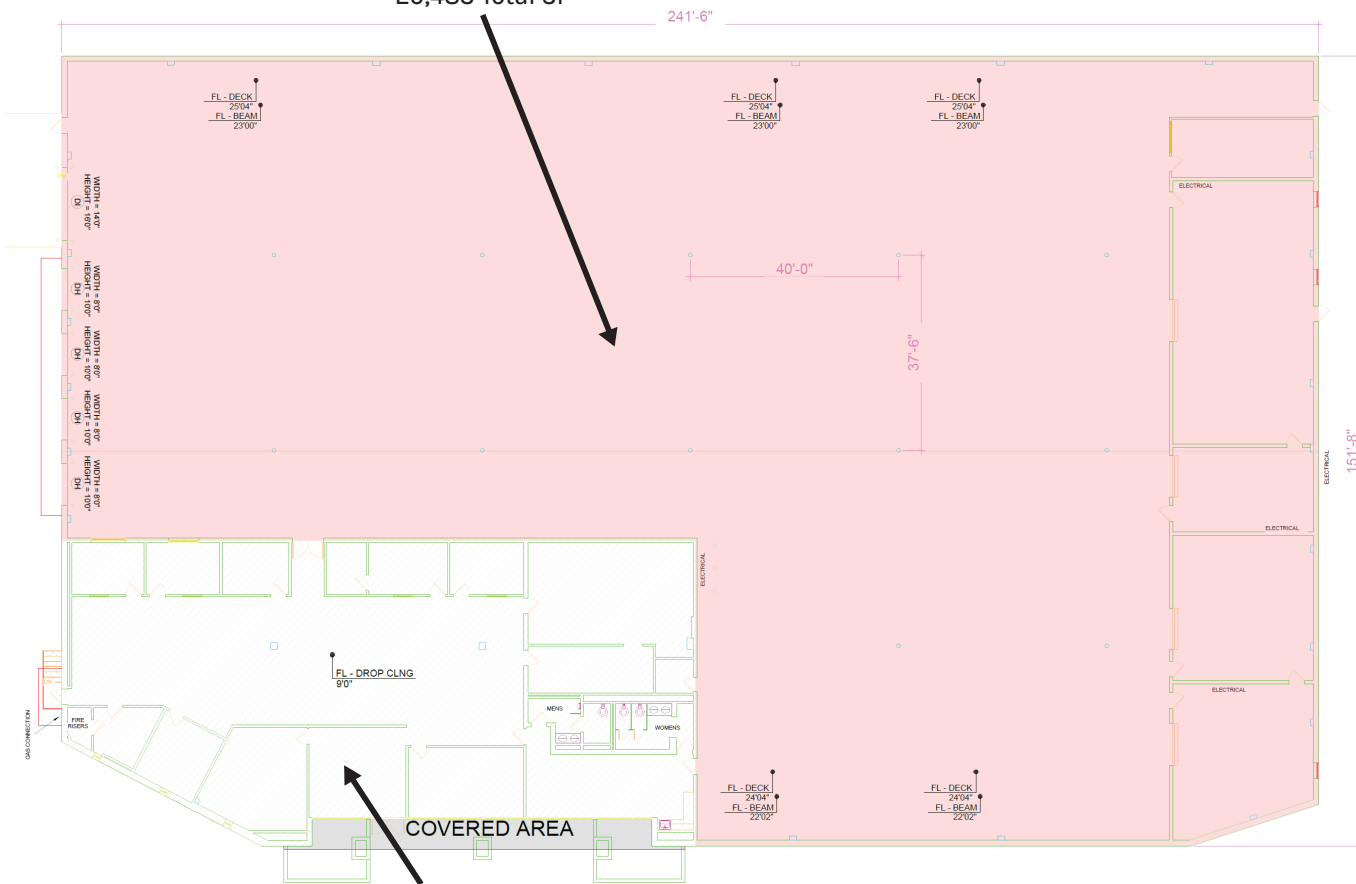 Total SF
241'-6"
FL - DECK
25'04"
FL - BEAM
23'00"
FL - DECK
25'04"
FL - BEAM
23'00"
FL - DECK
25'04"
FL - BEAM
23'00"
WIDTH = 14'0"
HEIGHT = 16'0"
DI
ELECTRICAL
WIDTH = 8'0"
HEIGHT = 10'0"
DH
40'-0"
37'-6"
WIDTH = 8'0"
HEIGHT = 10'0"
DH
WIDTH = 8'0"
HEIGHT = 10'0"
DH
WIDTH = 8'0"
HEIGHT = 10'0"
DH
151'-8"
ELECTRICAL
ELECTRICAL
ELECTRICAL
FL - DROP CLNG
9'0"
ELECTRICAL
MENS
WOMENS
FIRE
RISERS
GAS CONNECTION
FL - DECK
24'04"
FL - BEAM
22'02"
FL - DECK
24'04"
FL - BEAM
22'02"
COVERED AREA